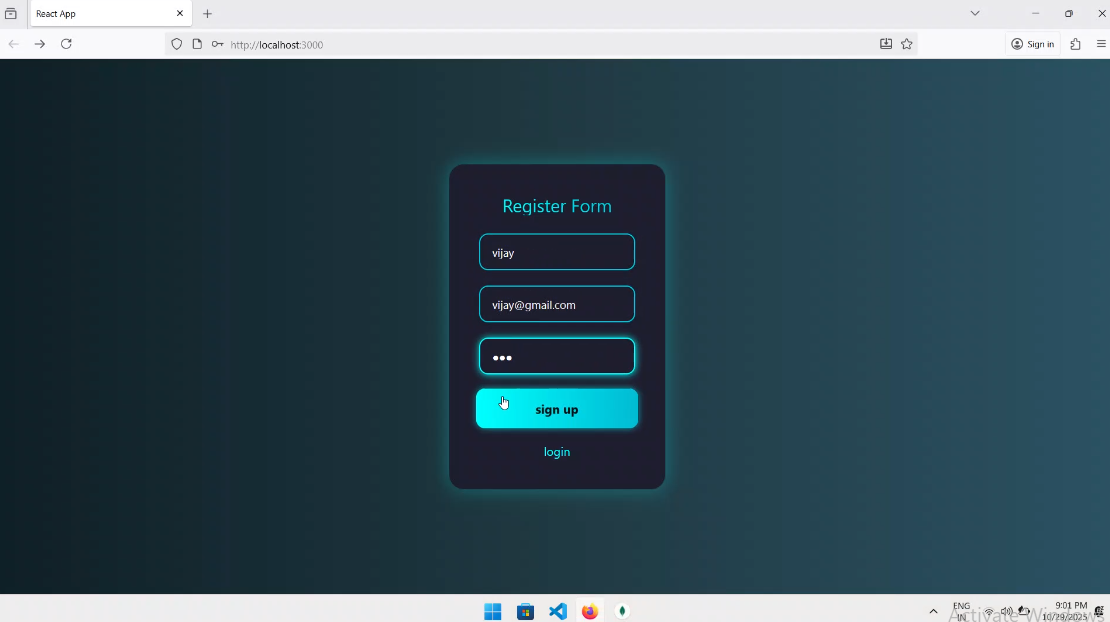 React App
http://localhost:3000
Sign in
Register Form
vijay
vijay@gmail.com
sign up
login
ENG
IN
9:01 PM
10/29/2025
Activate Windows